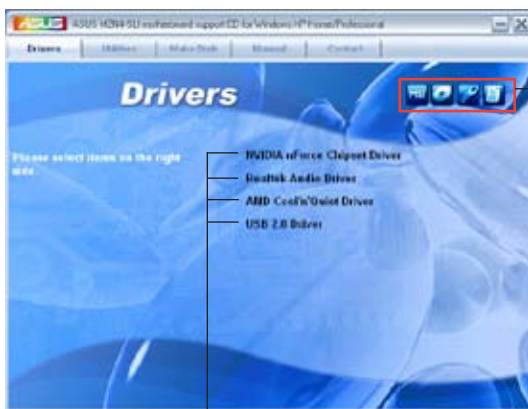 ASUS M2N4-SLI motherboard support CD for Windows XP Home/Professional
Drivers Utilities Make Disk Manual Contact
Drivers
Please select items on the right side.
NVIDIA nForce Chipset Driver
Realtek Audio Driver
AMD Cool'n'Quiet Driver
USB 2.0 Driver